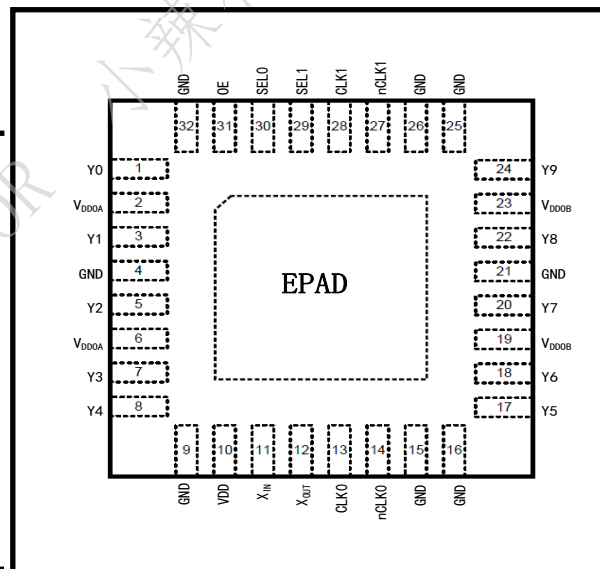 小辣
OR
GND OE SEL0 SEL1 CLK1 nCLK1 GND GND
32 31 30 29 28 27 26 25
Y0 1 24 Y9
VDDOA 2 23 VDDOB
Y1 3 22 Y8
GND 4 21 GND
EPAD
Y2 5 20 Y7
VDDOA 6 19 VDDOB
Y3 7 18 Y6
Y4 8 17 Y5
9 10 11 12 13 14 15 16
GND VDD XIN XOUT CLK0 nCLK0 GND GND